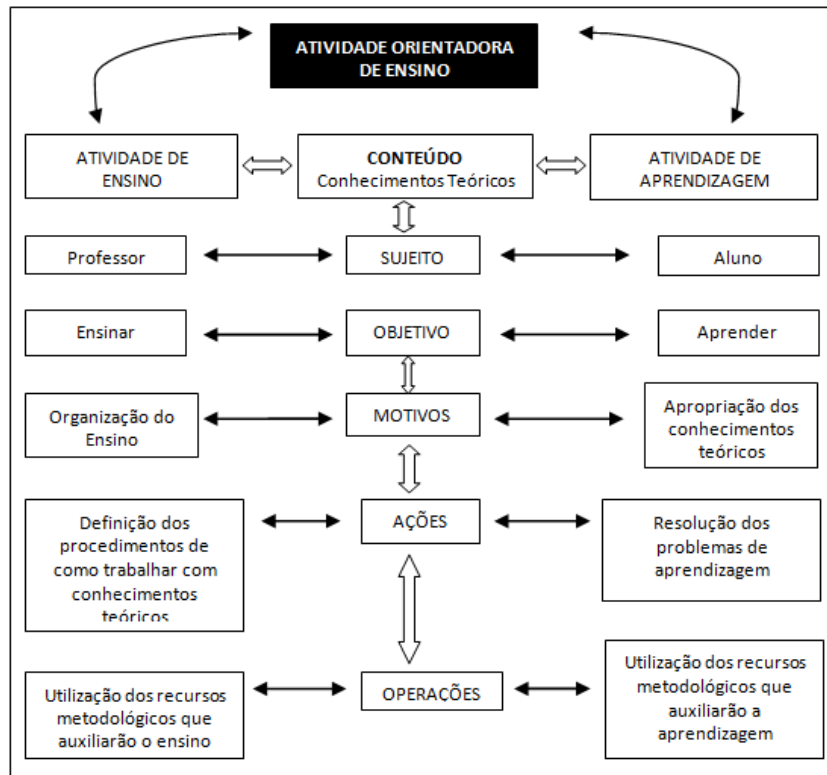 ATIVIDADE ORIENTADORA
DE ENSINO
ATIVIDADE DE
ENSINO
CONTEÚDO
Conhecimentos Teóricos
ATIVIDADE DE
APRENDIZAGEM
Professor
SUJEITO
Aluno
Ensinar
OBJETIVO
Aprender
Organização do
Ensino
MOTIVOS
Apropriação dos
conhecimentos
teóricos
Definição dos
procedimentos de
como trabalhar com
conhecimentos
teóricos
AÇÕES
Resolução dos
problemas de
aprendizagem
Utilização dos recursos
metodológicos que
auxiliarão o ensino
OPERAÇÕES
Utilização dos recursos
metodológicos que
auxiliarão a
aprendizagem